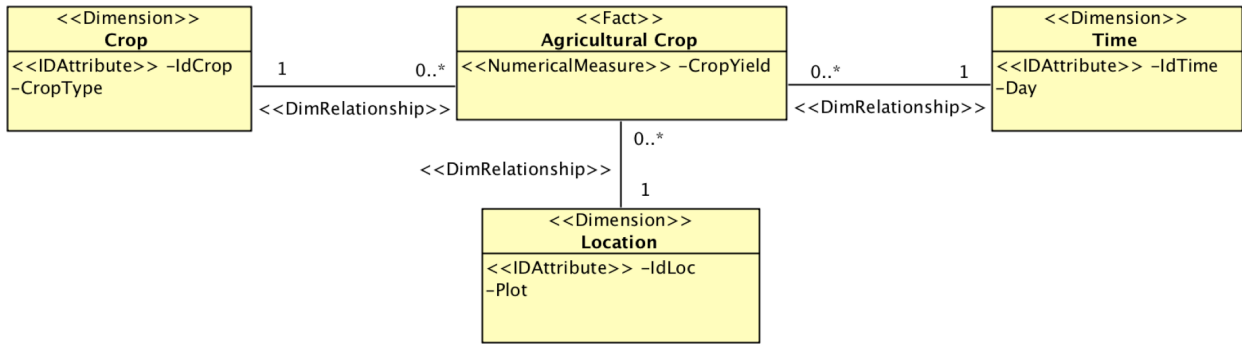 <<Dimension>>
Crop
<<IDAttribute>> -IdCrop
-CropType
1
0..*
<<DimRelationship>>
<<Fact>>
Agricultural Crop
<<NumericalMeasure>> -CropYield
0..*
1
<<DimRelationship>>
<<Dimension>>
Time
<<IDAttribute>> -IdTime
-Day
0..*
<<DimRelationship>>
1
<<Dimension>>
Location
<<IDAttribute>> -IdLoc
-Plot